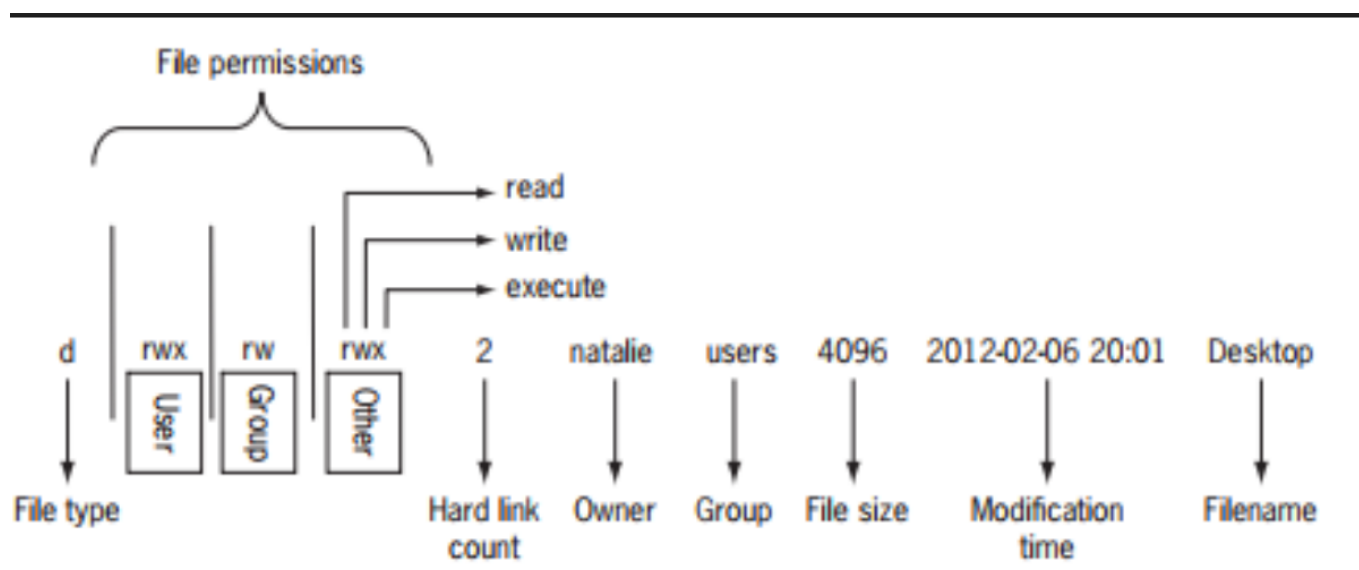 File permissions
read
write
execute
d rwx rw rwx 2 natalie users 4096 2012-02-06 20:01 Desktop
User Group Other
File type Hard link count Owner Group File size Modification time Filename